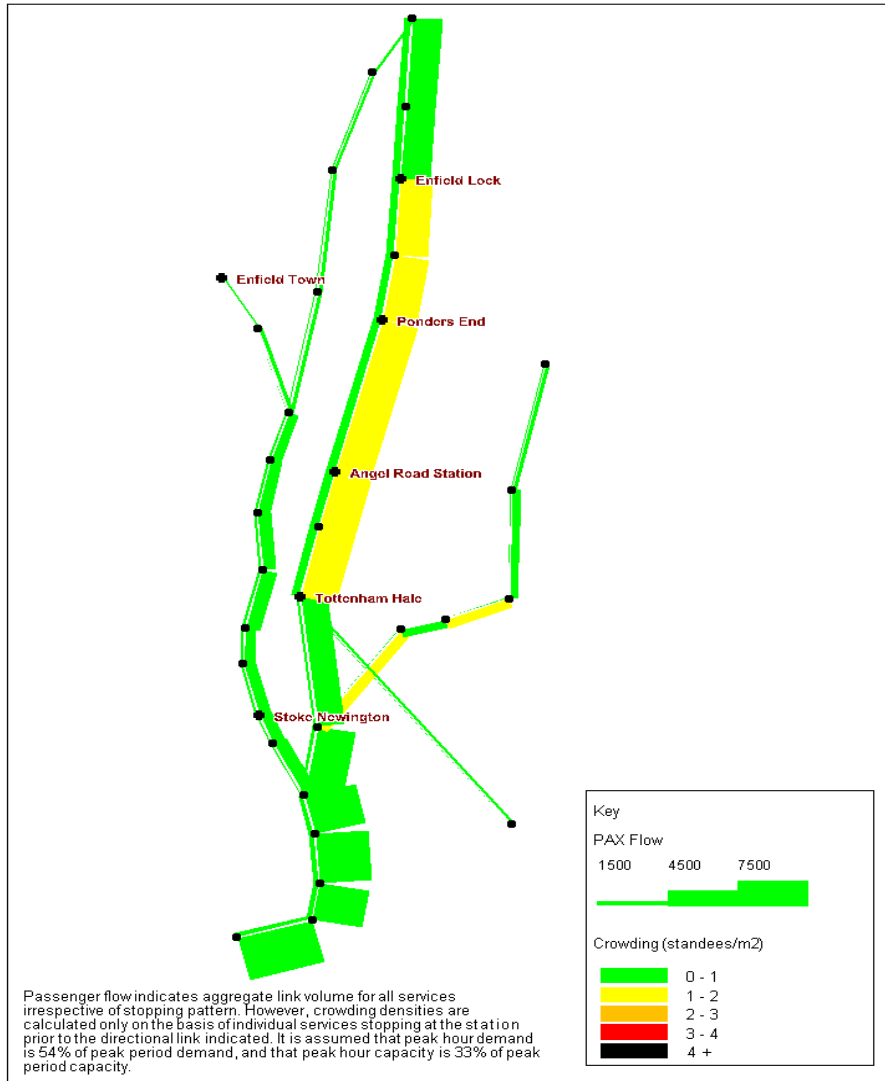 Enfield Lock
Enfield Town
Ponders End
Angel Road Station
Tottenham Hale
Stoke Newington
Key
PAX Flow
1500 4500 7500
Crowding (standees/m2)
0 - 1
1 - 2
2 - 3
3 - 4
4 +
Passenger flow indicates aggregate link volume for all services
irrespective of stopping pattern. However, crowding densities are
calculated only on the basis of individual services stopping at the station
prior to the directional link indicated. It is assumed that peak hour demand
is 54% of peak period demand, and that peak hour capacity is 33% of peak
period capacity.